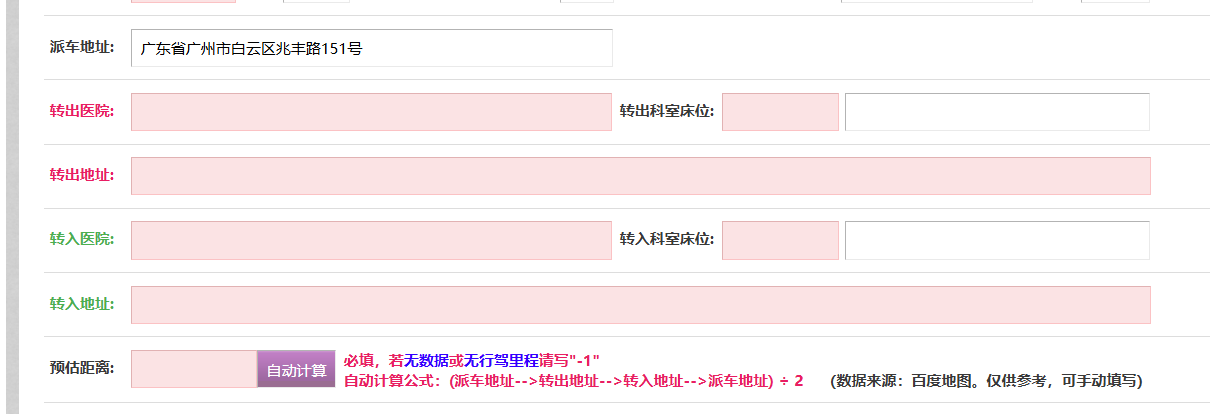 派车地址: 广东省广州市白云区兆丰路151号
转出医院: 转出科室床位:
转出地址:
转入医院: 转入科室床位:
转入地址:
预估距离: 自动计算 必填，若无数据或无行驾里程请写"-1"
自动计算公式：(派车地址-->转出地址-->转入地址-->派车地址) ÷ 2 (数据来源：百度地图。仅供参考，可手动填写)